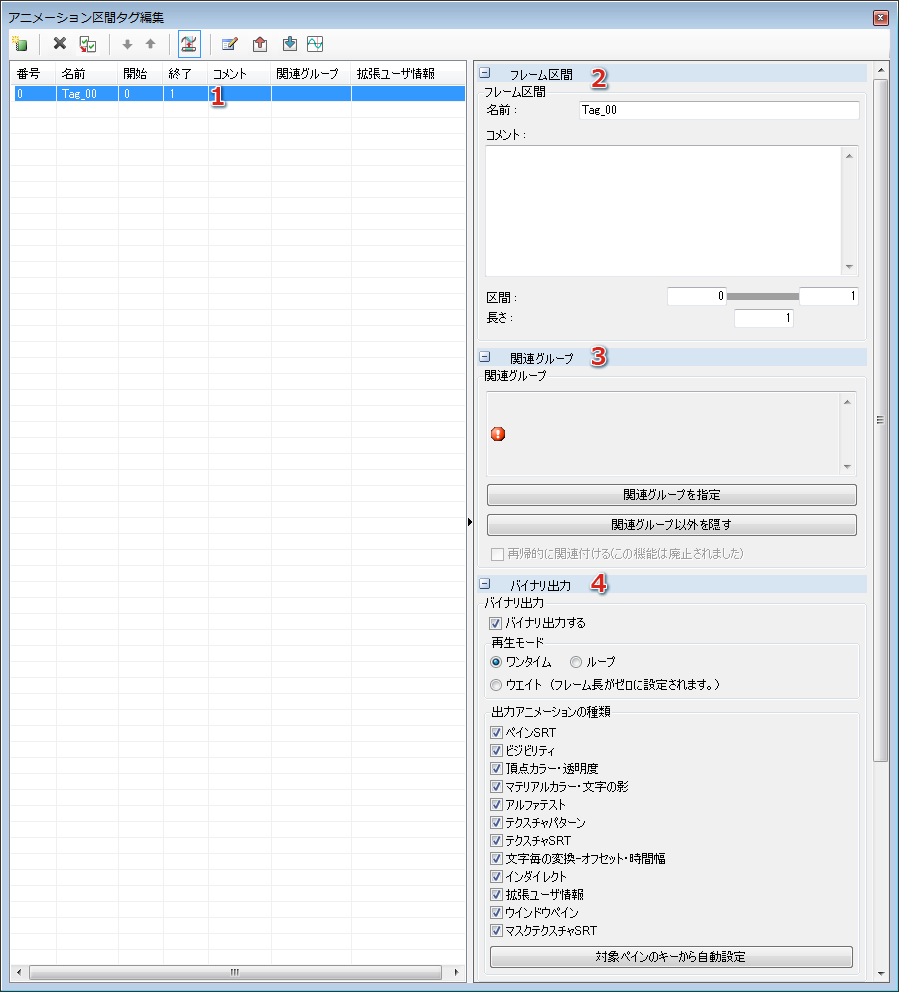 アニメーション区間タグ編集
番号 名前 開始 終了 コメント 関連グループ 拡張ユーザ情報
0 Tag_00 0 1
1
フレーム区間 2
フレーム区間
名前 : Tag_00
コメント :
区間 : 0 1
長さ : 1
関連グループ 3
関連グループ
関連グループを指定
関連グループ以外を隠す
再帰的に関連付ける(この機能は廃止されました)
バイナリ出力 4
バイナリ出力
バイナリ出力する
再生モード
ワンタイム ループ
ウエイト (フレーム長がゼロに設定されます。)
出力アニメーションの種類
ペインSRT
ビジビリティ
頂点カラー・透明度
マテリアルカラー・文字の影
アルファテスト
テクスチャパターン
テクスチャSRT
文字毎の変換-オフセット・時間幅
インダイレクト
拡張ユーザ情報
ウインドウペイン
マスクテクスチャSRT
対象ペインのキーから自動設定